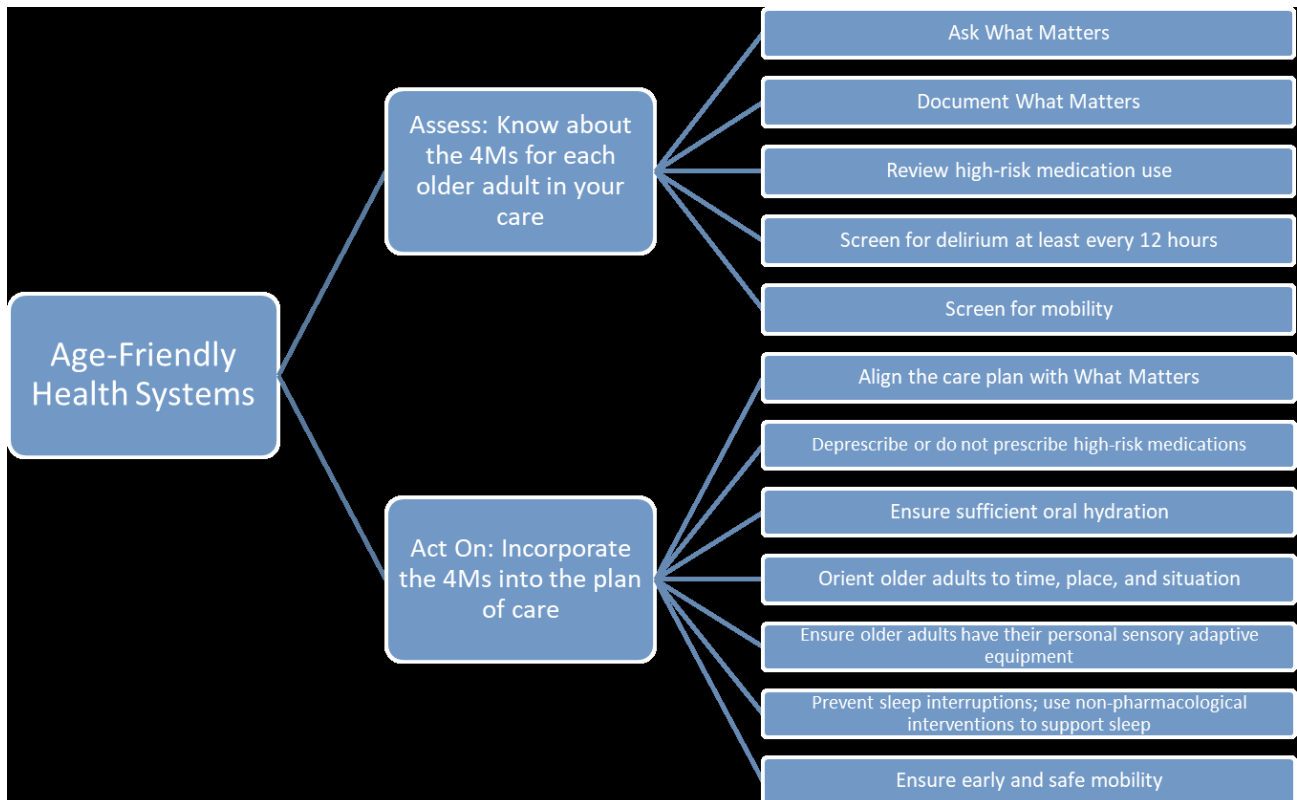 Age-Friendly
Health Systems
Assess: Know about
the 4Ms for each
older adult in your
care
Ask What Matters
Document What Matters
Review high-risk medication use
Screen for delirium at least every 12 hours
Screen for mobility
Act On: Incorporate
the 4Ms into the plan
of care
Align the care plan with What Matters
Deprescribe or do not prescribe high-risk medications
Ensure sufficient oral hydration
Orient older adults to time, place, and situation
Ensure older adults have their personal sensory adaptive
equipment
Prevent sleep interruptions; use non-pharmacological
interventions to support sleep
Ensure early and safe mobility